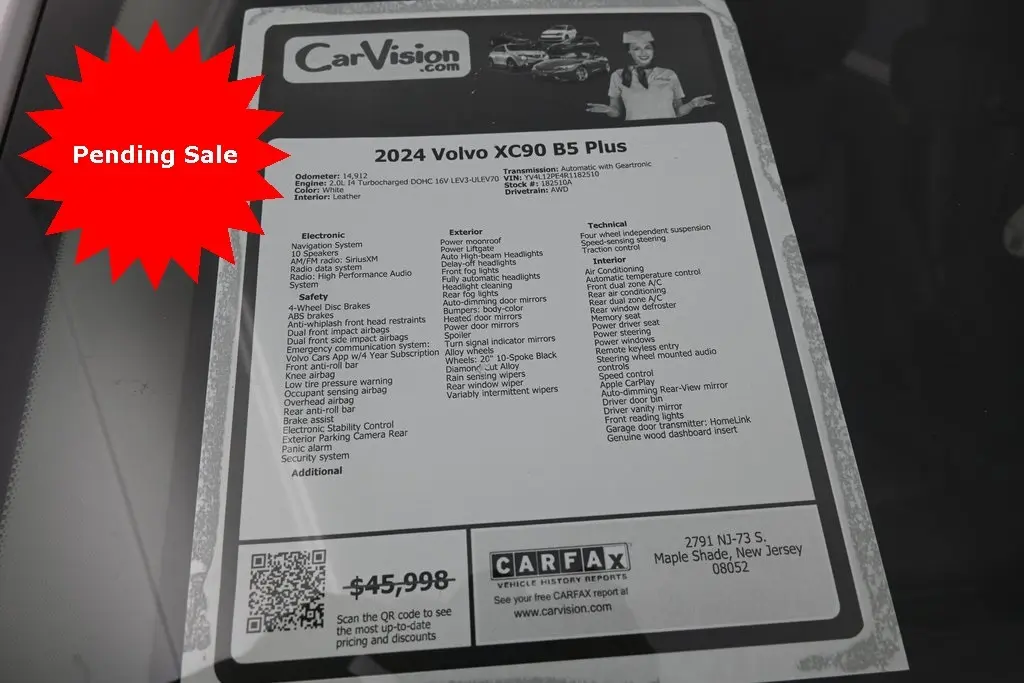 Pending Sale
CarVision
.com
2024 Volvo XC90 B5 Plus
Odometer: 14,912
Engine: 2.0L I4 Turbocharged DOHC 16V LEV3-ULEV70
Color: White
Interior: Leather
Transmission: Automatic with Geartronic
VIN: YV4L12PE4R1182510
Stock #: 182510A
Drivetrain: AWD
Electronic
Navigation System
10 Speakers
AM/FM radio: SiriusXM
Radio data system
Radio: High Performance Audio
System
Safety
4-Wheel Disc Brakes
ABS brakes
Anti-whiplash front head restraints
Dual front impact airbags
Dual front side impact airbags
Emergency communication system:
Volvo Cars App w/4 Year Subscription
Front anti-roll bar
Knee airbag
Low tire pressure warning
Occupant sensing airbag
Overhead airbag
Rear anti-roll bar
Brake assist
Electronic Stability Control
Exterior Parking Camera Rear
Panic alarm
Security system
Additional
Exterior
Power moonroof
Power Liftgate
Auto High-beam Headlights
Delay-off headlights
Front fog lights
Fully automatic headlights
Headlight cleaning
Rear fog lights
Auto-dimming door mirrors
Bumpers: body-color
Heated door mirrors
Power door mirrors
Spoiler
Turn signal indicator mirrors
Alloy wheels
Wheels: 20" 10-Spoke Black
Diamond Cut Alloy
Rain sensing wipers
Rear window wiper
Variably intermittent wipers
Technical
Four wheel independent suspension
Speed-sensing steering
Traction control
Interior
Air Conditioning
Automatic temperature control
Front dual zone A/C
Rear air conditioning
Rear dual zone A/C
Rear window defroster
Memory seat
Power driver seat
Power steering
Power windows
Remote keyless entry
Steering wheel mounted audio
controls
Speed control
Apple CarPlay
Auto-dimming Rear-View mirror
Driver door bin
Driver vanity mirror
Front reading lights
Garage door transmitter: HomeLink
Genuine wood dashboard insert
$45,998
Scan the QR code to see
the most up-to-date
pricing and discounts
CARFAX
VEHICLE HISTORY REPORTS
See your free CARFAX report at
www.carvision.com
2791 NJ-73 S.
Maple Shade, New Jersey
08052